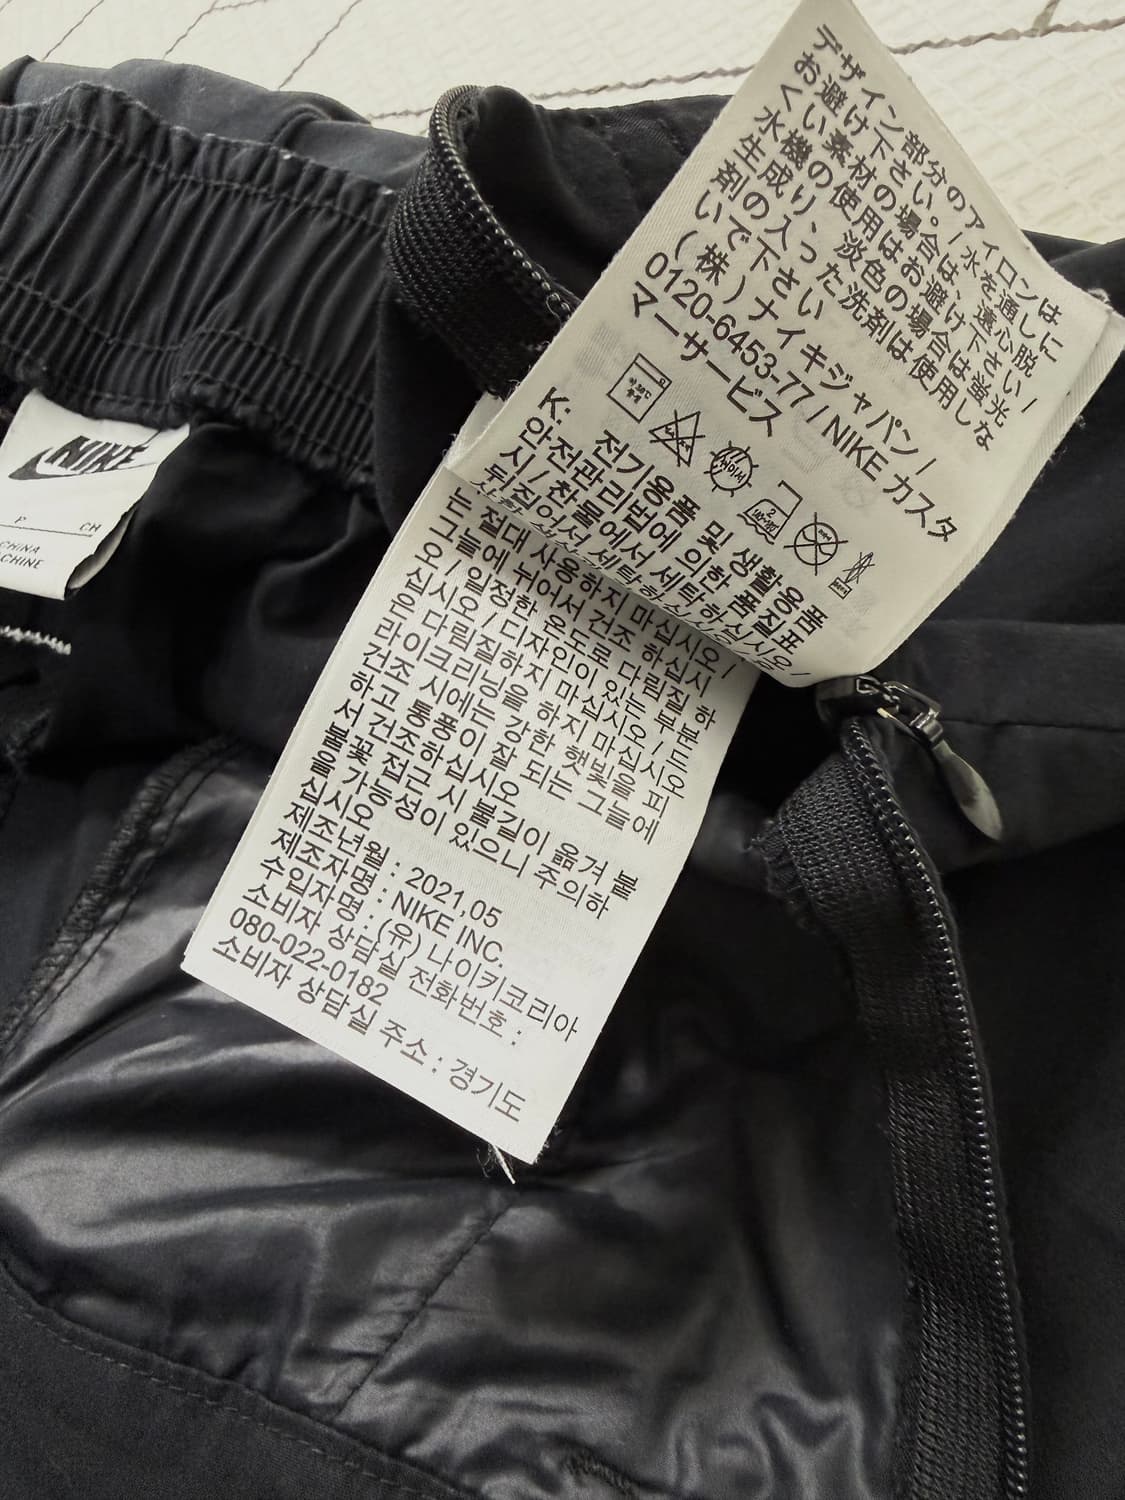 デザイン部分のアイロンは
お避け下さい。/ 水を通しに
くい素材の場合は、遠心脱
水機の使用はお避け下さい /
生成り、淡色の場合は蛍光
剤の入った洗剤は使用しな
いで下さい
(株) ナイキジャパン /
0120-6453-77 / NIKE カスタ
マーサービス
K: 전기용품 및 생활용품
안전관리법에 의한 품질표
시 / 찬물에서 세탁하십시오 /
뒤집어서 세탁하십시오 /
는 절대 사용하지 마십시오 /
그늘에 뉘어서 건조 하십시
오 / 일정한 온도로 다림질 하
십시오 / 디자인이 있는 부분
은 다림질하지 마십시오 / 드
라이크리닝을 하지 마십시오
건조 시에는 강한 햇빛을 피
하고 통풍이 잘 되는 그늘에
서 건조하십시오
불꽃 접근 시 불길이 옮겨 붙
을 가능성이 있으니 주의하
십시오
제조년월 : 2021.05
제조자명 : NIKE INC.
수입자명 : (유) 나이키코리아
소비자 상담실 전화번호 :
080-022-0182
소비자 상담실 주소 : 경기도
NIKE
P CH
CHINA
CHINE